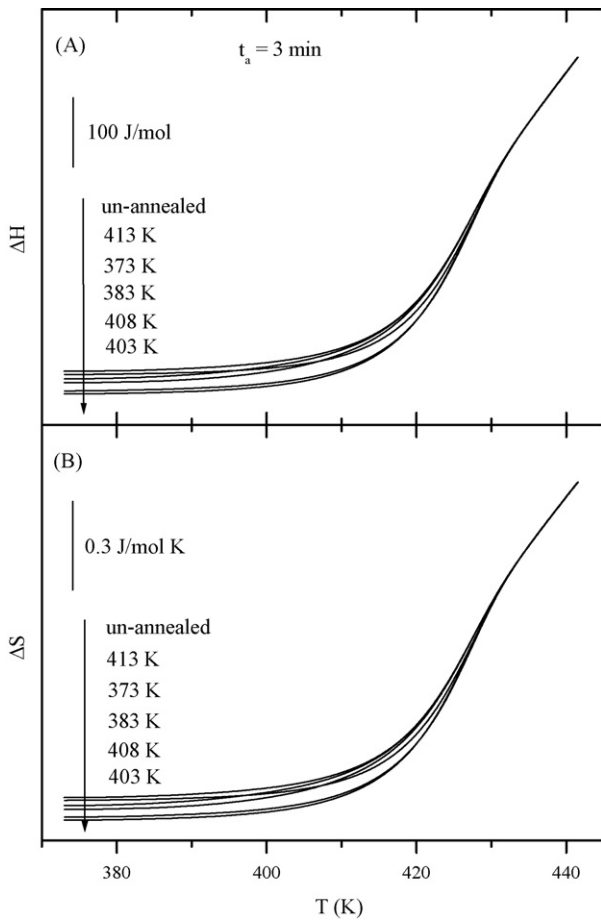 (A)
t_a = 3 min
100 J/mol
un-annealed
413 K
373 K
383 K
408 K
403 K
ΔH
(B)
0.3 J/mol K
un-annealed
413 K
373 K
383 K
408 K
403 K
ΔS
380 400 420 440
T (K)